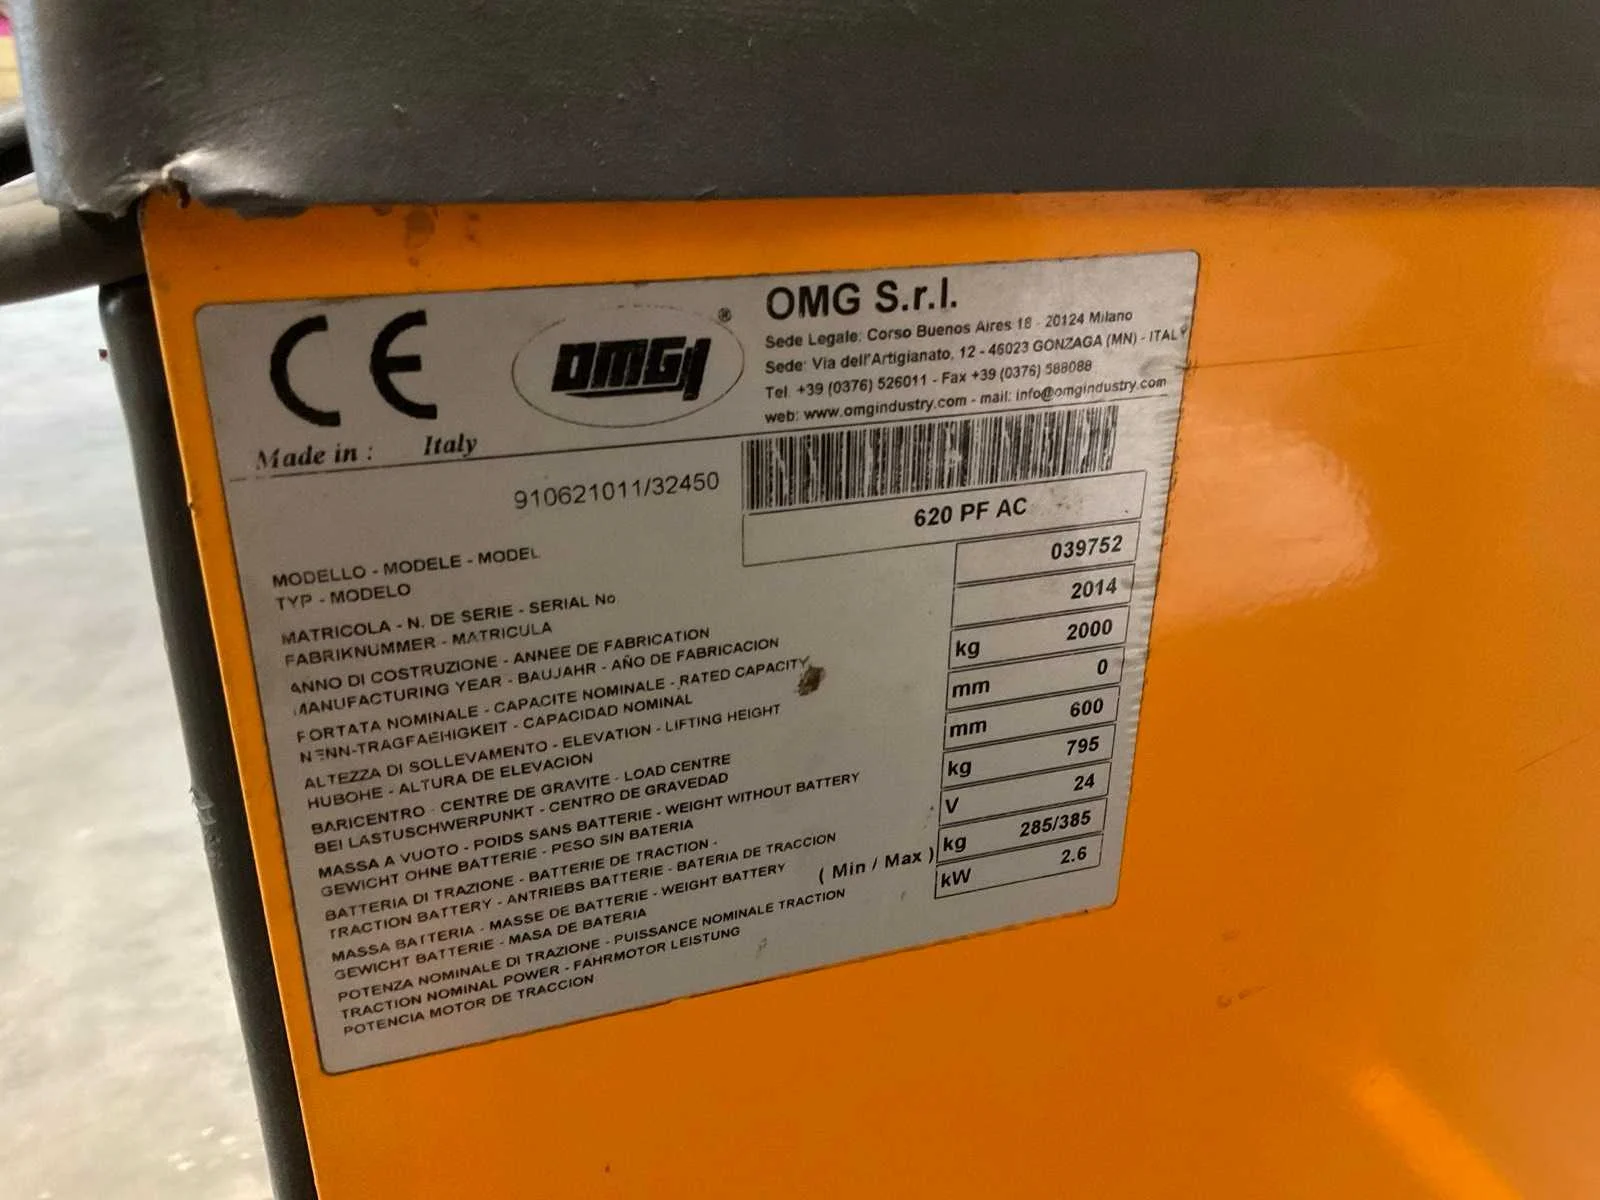 CE
OMG
®
OMG S.r.l.
Sede Legale: Corso Buenos Aires 18 - 20124 Milano
Sede: Via dell'Artigianato, 12 - 46023 GONZAGA (MN) - ITALY
Tel. +39 (0376) 526011 - Fax +39 (0376) 588088
web: www.omgindustry.com - mail: info@omgindustry.com
Made in : Italy
910621011/32450
MODELLO - MODELE - MODEL
TYP - MODELO
620 PF AC
MATRICOLA - N. DE SERIE - SERIAL No
FABRIKNUMMER - MATRICULA
039752
ANNO DI COSTRUZIONE - ANNEE DE FABRICATION
MANUFACTURING YEAR - BAUJAHR - AÑO DE FABRICACION
2014
PORTATA NOMINALE - CAPACITE NOMINALE - RATED CAPACITY
NENN-TRAGFAEHIGKEIT - CAPACIDAD NOMINAL
kg 2000
ALTEZZA DI SOLLEVAMENTO - ELEVATION - LIFTING HEIGHT
HUBOHE - ALTURA DE ELEVACION
mm 0
BARICENTRO - CENTRE DE GRAVITE - LOAD CENTRE
BEI LASTUSCHWERPUNKT - CENTRO DE GRAVEDAD
mm 600
MASSA A VUOTO - POIDS SANS BATTERIE - WEIGHT WITHOUT BATTERY
GEWICHT OHNE BATTERIE - PESO SIN BATERIA
kg 795
BATTERIA DI TRAZIONE - BATTERIE DE TRACTION -
TRACTION BATTERY - ANTRIEBS BATTERIE - BATERIA DE TRACCION
V 24
MASSA BATTERIA - MASSE DE BATTERIE - WEIGHT BATTERY
GEWICHT BATTERIE - MASA DE BATERIA
( Min / Max ) kg 285/385
POTENZA NOMINALE DI TRAZIONE - PUISSANCE NOMINALE TRACTION
TRACTION NOMINAL POWER - FAHRMOTOR LEISTUNG
POTENCIA MOTOR DE TRACCION
kW 2.6